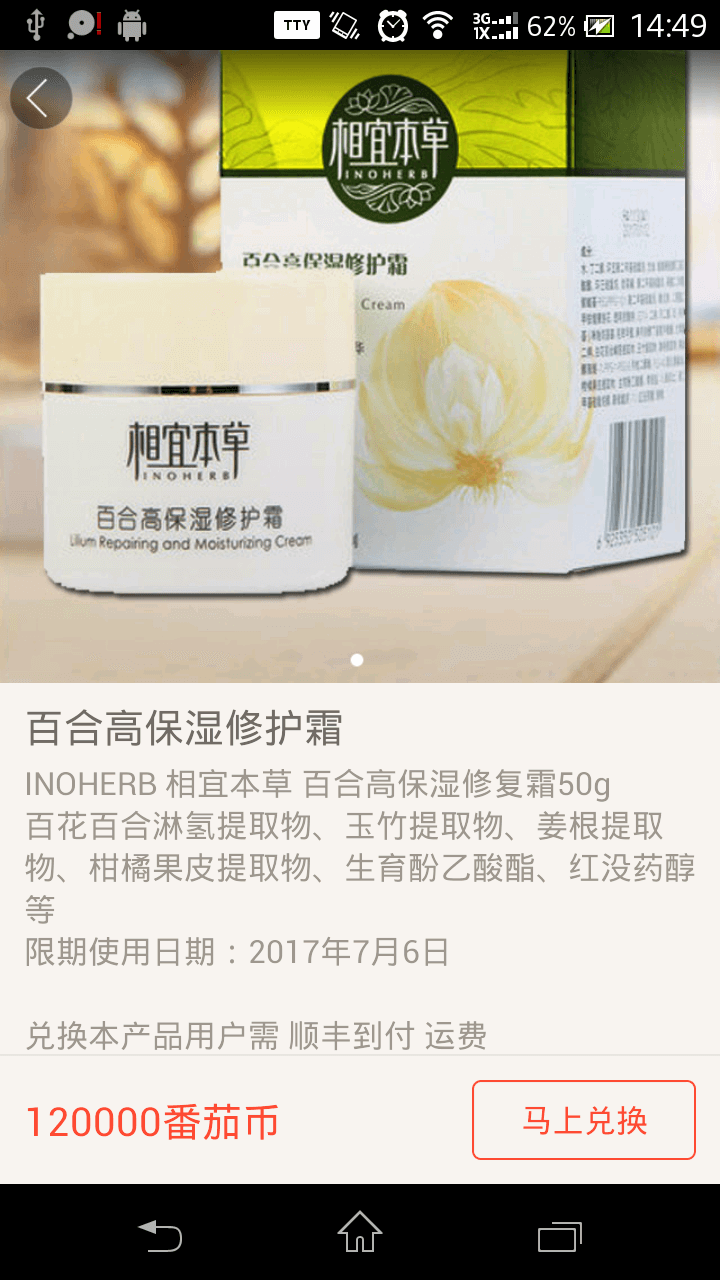 TTY
3G
1X
62%
14:49
相宜本草
INOHERB
百合高保湿修护霜
Cream
相宜本草
INOHERB
百合高保湿修护霜
Lilium Repairing and Moisturizing Cream
百合高保湿修护霜
INOHERB 相宜本草 百合高保湿修复霜50g
百花百合淋氢提取物、玉竹提取物、姜根提取
物、柑橘果皮提取物、生育酚乙酸酯、红没药醇
等
限期使用日期：2017年7月6日
兑换本产品用户需 顺丰到付 运费
120000番茄币
马上兑换